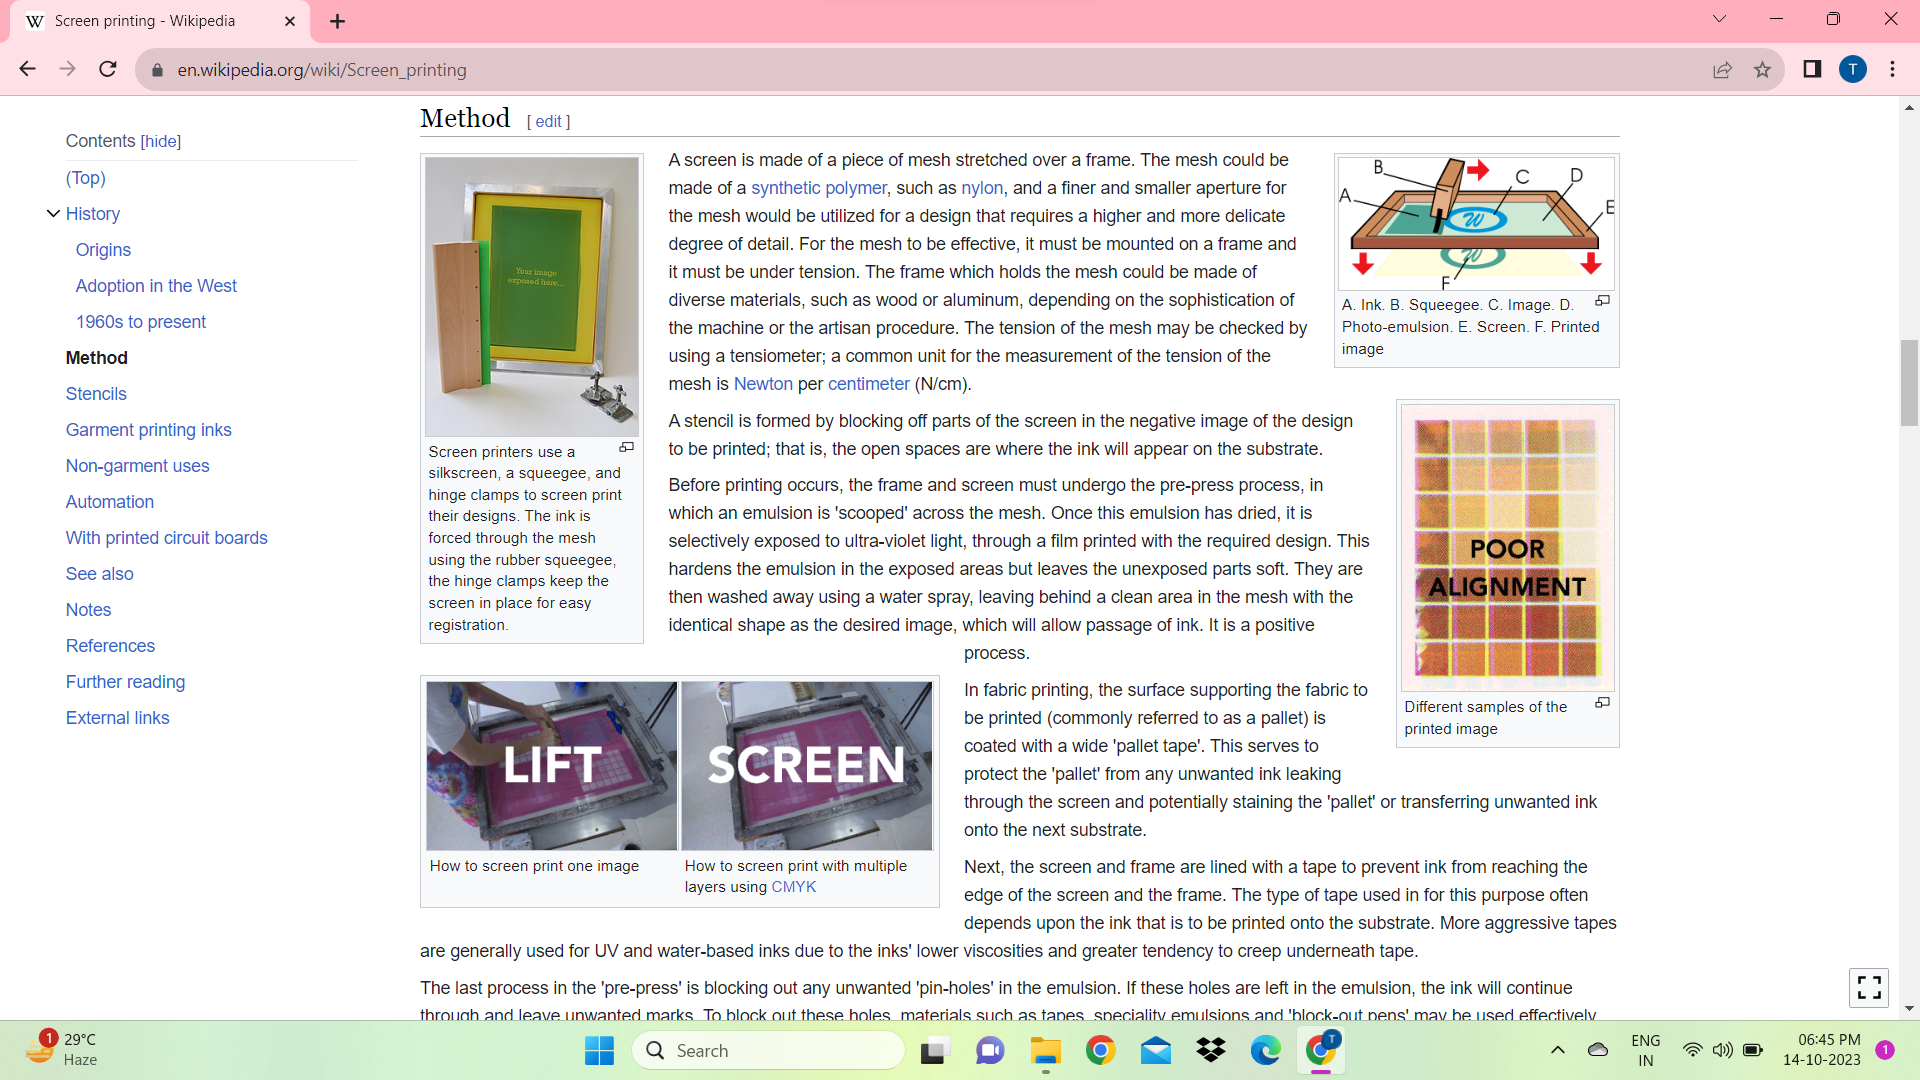 Screen printing - Wikipedia
en.wikipedia.org/wiki/Screen_printing
T
Contents [hide]
(Top)
History
Origins
Adoption in the West
1960s to present
Method
Stencils
Garment printing inks
Non-garment uses
Automation
With printed circuit boards
See also
Notes
References
Further reading
External links
Method [ edit ]
Your image
exposed here...
Screen printers use a
silkscreen, a squeegee, and
hinge clamps to screen print
their designs. The ink is
forced through the mesh
using the rubber squeegee,
the hinge clamps keep the
screen in place for easy
registration.
A screen is made of a piece of mesh stretched over a frame. The mesh could be
made of a synthetic polymer, such as nylon, and a finer and smaller aperture for
the mesh would be utilized for a design that requires a higher and more delicate
degree of detail. For the mesh to be effective, it must be mounted on a frame and
it must be under tension. The frame which holds the mesh could be made of
diverse materials, such as wood or aluminum, depending on the sophistication of
the machine or the artisan procedure. The tension of the mesh may be checked by
using a tensiometer; a common unit for the measurement of the tension of the
mesh is Newton per centimeter (N/cm).
A B C D E F
W
W
A. Ink. B. Squeegee. C. Image. D.
Photo-emulsion. E. Screen. F. Printed
image
A stencil is formed by blocking off parts of the screen in the negative image of the design
to be printed; that is, the open spaces are where the ink will appear on the substrate.
Before printing occurs, the frame and screen must undergo the pre-press process, in
which an emulsion is 'scooped' across the mesh. Once this emulsion has dried, it is
selectively exposed to ultra-violet light, through a film printed with the required design. This
hardens the emulsion in the exposed areas but leaves the unexposed parts soft. They are
then washed away using a water spray, leaving behind a clean area in the mesh with the
identical shape as the desired image, which will allow passage of ink. It is a positive
process.
POOR
ALIGNMENT
Different samples of the
printed image
LIFT
SCREEN
How to screen print one image
How to screen print with multiple
layers using CMYK
In fabric printing, the surface supporting the fabric to
be printed (commonly referred to as a pallet) is
coated with a wide 'pallet tape'. This serves to
protect the 'pallet' from any unwanted ink leaking
through the screen and potentially staining the 'pallet' or transferring unwanted ink
onto the next substrate.
Next, the screen and frame are lined with a tape to prevent ink from reaching the
edge of the screen and the frame. The type of tape used in for this purpose often
depends upon the ink that is to be printed onto the substrate. More aggressive tapes
are generally used for UV and water-based inks due to the inks' lower viscosities and greater tendency to creep underneath tape.
The last process in the 'pre-press' is blocking out any unwanted 'pin-holes' in the emulsion. If these holes are left in the emulsion, the ink will continue
through and leave unwanted marks. To block out these holes, materials such as tapes, speciality emulsions and 'block-out pens' may be used effectively.
1
29°C
Haze
Search
T
ENG
IN
06:45 PM
14-10-2023
1